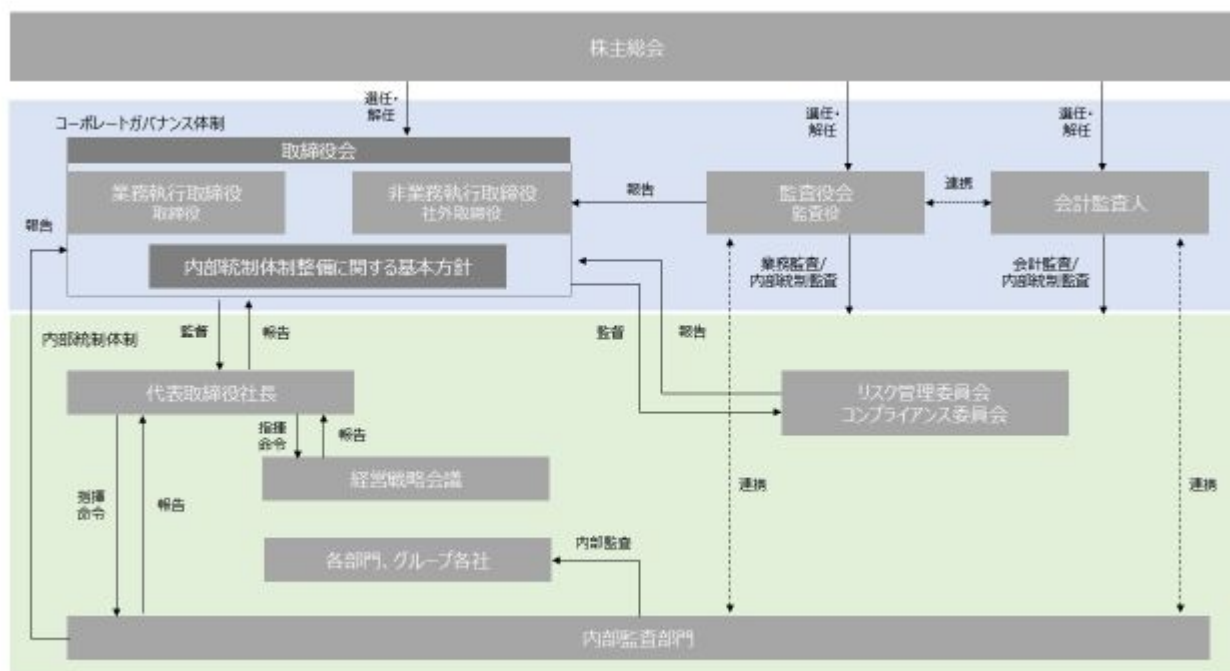 株主総会
選任・
解任
選任・
解任
選任・
解任
コーポレートガバナンス体制
取締役会
業務執行取締役
取締役
非業務執行取締役
社外取締役
報告
監査役会
監査役
連携
会計監査人
報告
内部統制体制整備に関する基本方針
業務監査/
内部統制監査
会計監査/
内部統制監査
内部統制体制
監督
報告
監督
報告
代表取締役社長
リスク管理委員会
コンプライアンス委員会
指揮
命令
報告
経営戦略会議
指揮
命令
報告
連携
連携
各部門、グループ各社
内部監査
内部監査部門